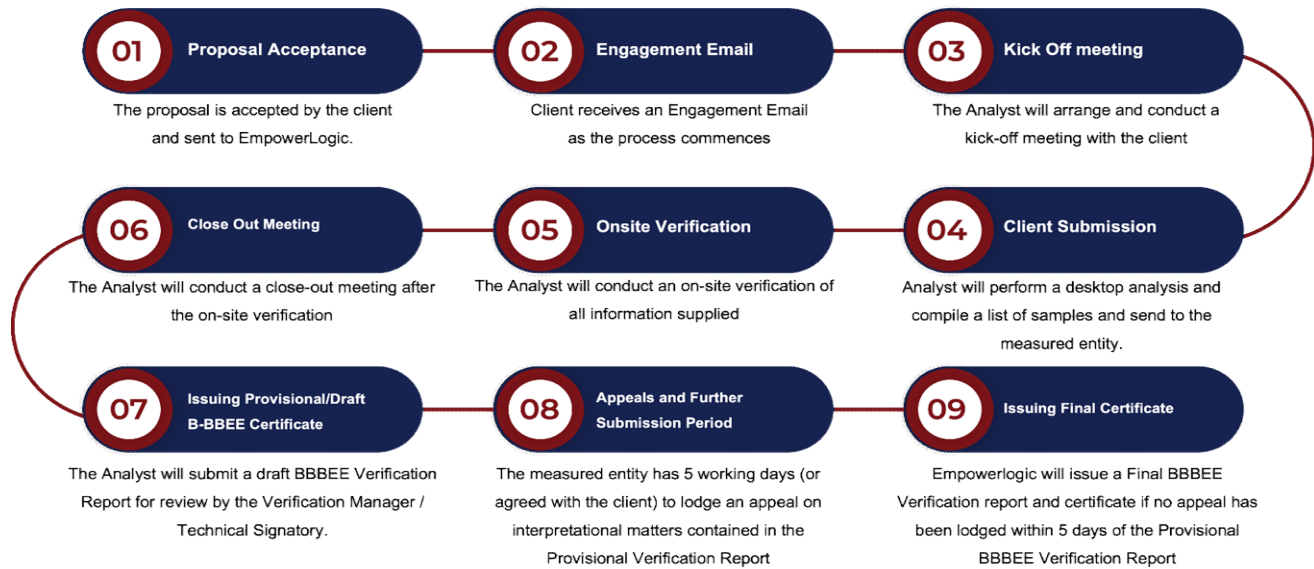 01
Proposal Acceptance
The proposal is accepted by the client
and sent to EmpowerLogic.
02
Engagement Email
Client receives an Engagement Email
as the process commences
03
Kick Off meeting
The Analyst will arrange and conduct a
kick-off meeting with the client
04
Client Submission
Analyst will perform a desktop analysis and
compile a list of samples and send to the
measured entity.
05
Onsite Verification
The Analyst will conduct an on-site verification of
all information supplied
06
Close Out Meeting
The Analyst will conduct a close-out meeting after
the on-site verification
07
Issuing Provisional/Draft
B-BBEE Certificate
The Analyst will submit a draft BBBEE Verification
Report for review by the Verification Manager /
Technical Signatory.
08
Appeals and Further
Submission Period
The measured entity has 5 working days (or
agreed with the client) to lodge an appeal on
interpretational matters contained in the
Provisional Verification Report
09
Issuing Final Certificate
Empowerlogic will issue a Final BBBEE
Verification report and certificate if no appeal has
been lodged within 5 days of the Provisional
BBBEE Verification Report